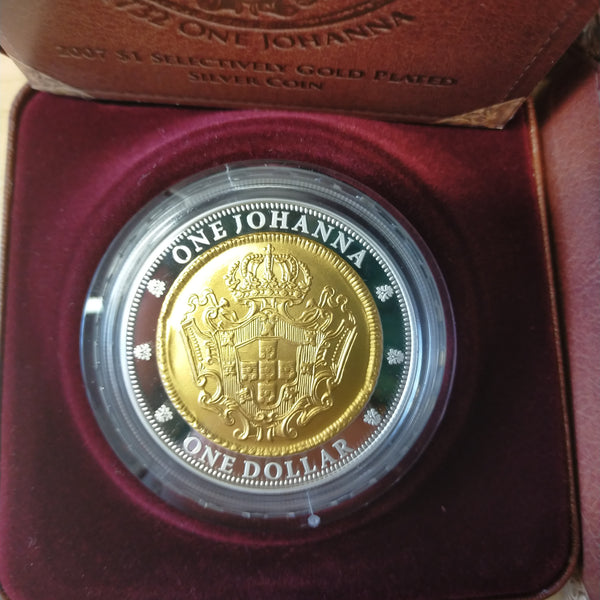 ONE JOHANNA
2007 $1 SELECTIVELY GOLD PLATED
SILVER COIN
ONE JOHANNA
ONE DOLLAR